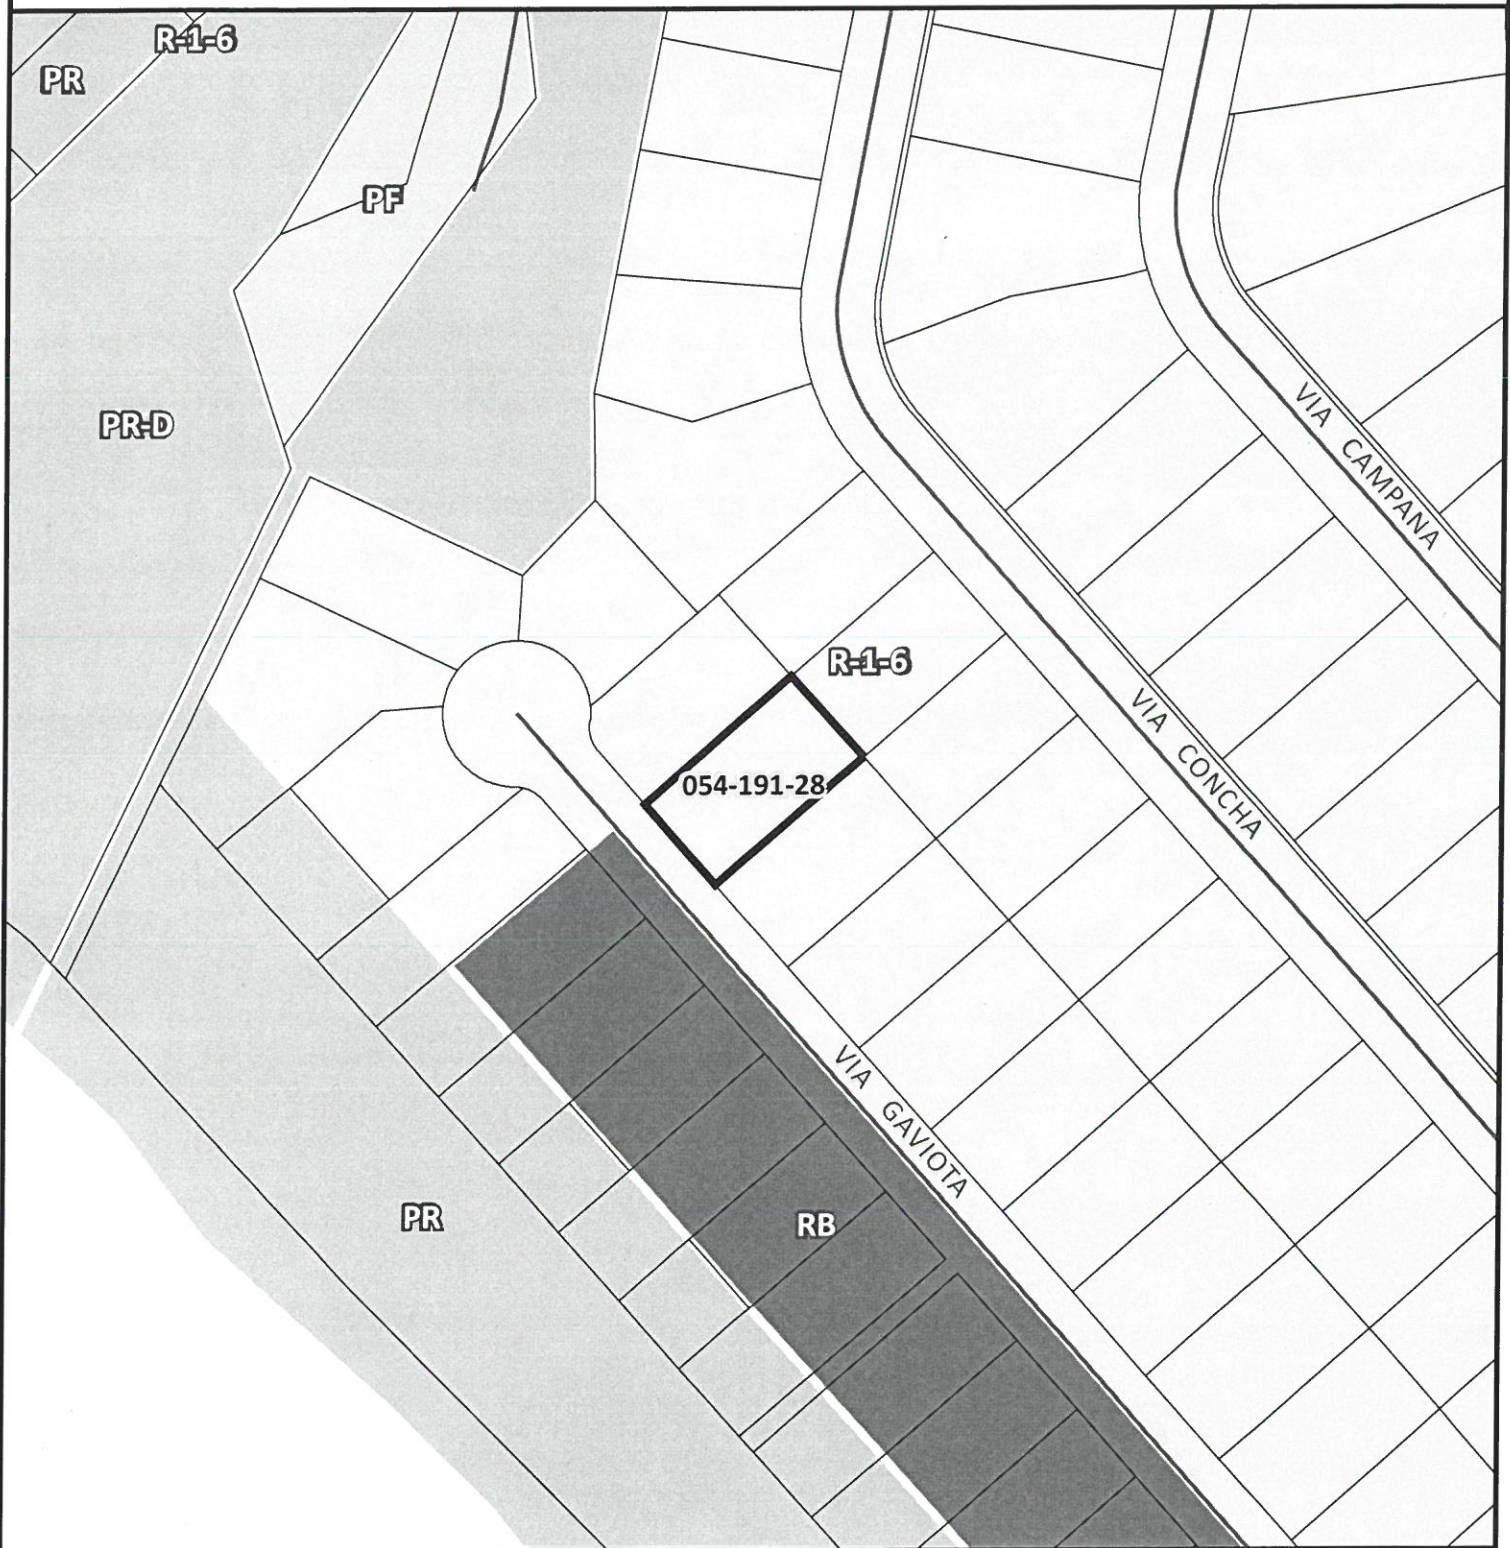 R-1-6
PR
PF
PR-D
VIA CAMPANA
R-1-6
VIA CONCHA
054-191-28
VIA GAVIOTA
PR
RB